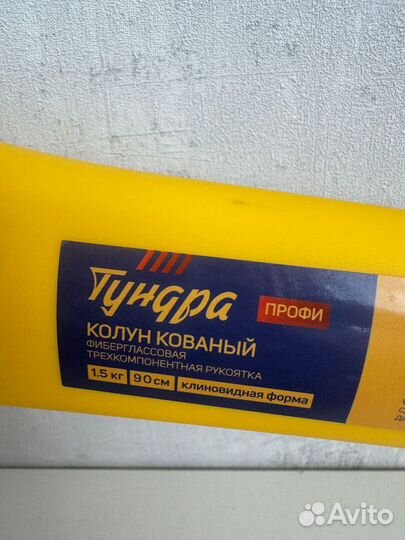 Тундра
ПРОФИ
КОЛУН КОВАНЫЙ
ФИБЕРГЛАССОВАЯ
ТРЕХКОМПОНЕНТНАЯ РУКОЯТКА
1.5 кг 90 см клиновидная форма
Avito